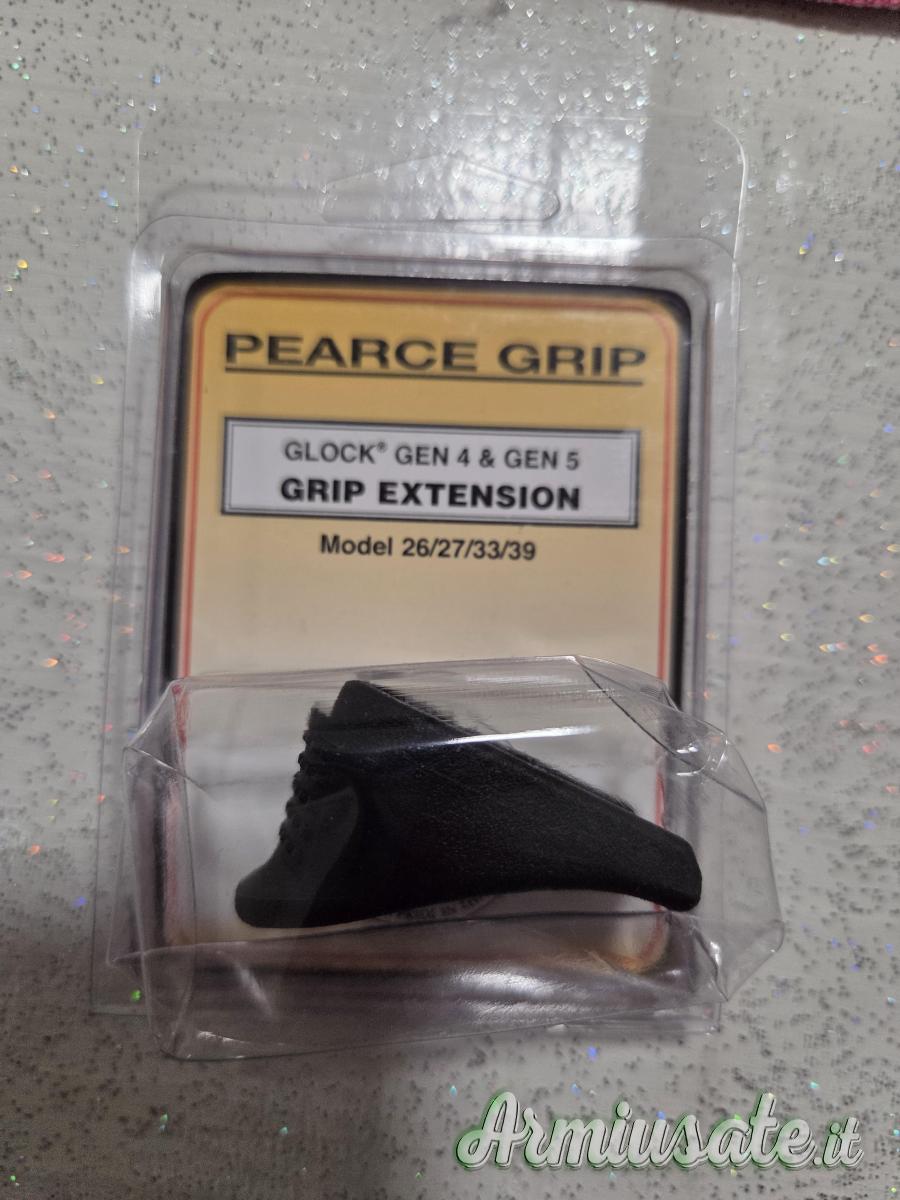 PEARCE GRIP
GLOCK® GEN 4 & GEN 5
GRIP EXTENSION
Model 26/27/33/39
Armiusate.it